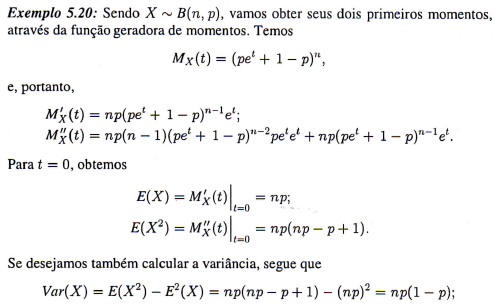 Exemplo 5.20: Sendo X ~ B(n, p), vamos obter seus dois primeiros momentos,
através da função geradora de momentos. Temos
M_X(t) = (pe^t + 1 − p)^n,
e, portanto,
M'_X(t) = np(pe^t + 1 − p)^{n−1}e^t;
M''_X(t) = np(n − 1)(pe^t + 1 − p)^{n−2}pe^te^t + np(pe^t + 1 − p)^{n−1}e^t.
Para t = 0, obtemos
E(X) = M'_X(t)|_{t=0} = np;
E(X^2) = M''_X(t)|_{t=0} = np(np − p + 1).
Se desejamos também calcular a variância, segue que
Var(X) = E(X^2) − E^2(X) = np(np − p + 1) − (np)^2 = np(1 − p);